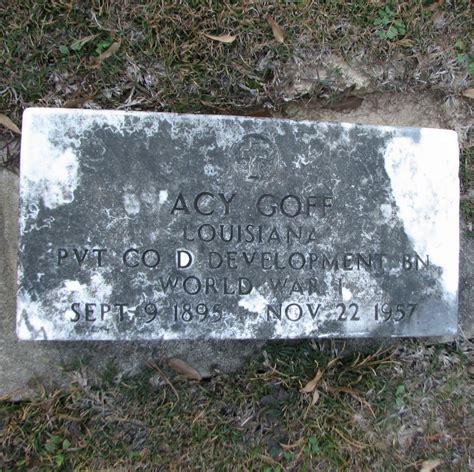 ACY GOFF
LOUISIANA
PVT CO D DEVELOPMENT BN
WORLD WAR I
SEPT 9 1895 NOV 22 1957